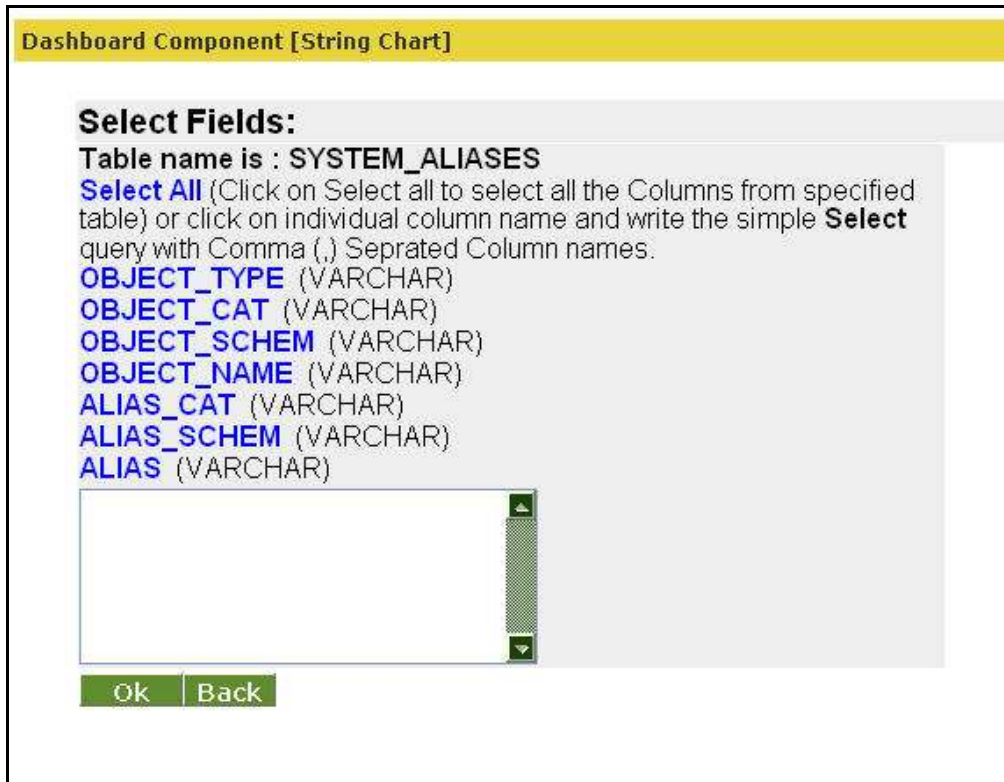 Dashboard Component [String Chart]
Select Fields:
Table name is : SYSTEM_ALIASES
Select All (Click on Select all to select all the Columns from specified
table) or click on individual column name and write the simple Select
query with Comma (,) Seprated Column names.
OBJECT_TYPE (VARCHAR)
OBJECT_CAT (VARCHAR)
OBJECT_SCHEM (VARCHAR)
OBJECT_NAME (VARCHAR)
ALIAS_CAT (VARCHAR)
ALIAS_SCHEM (VARCHAR)
ALIAS (VARCHAR)
Ok Back